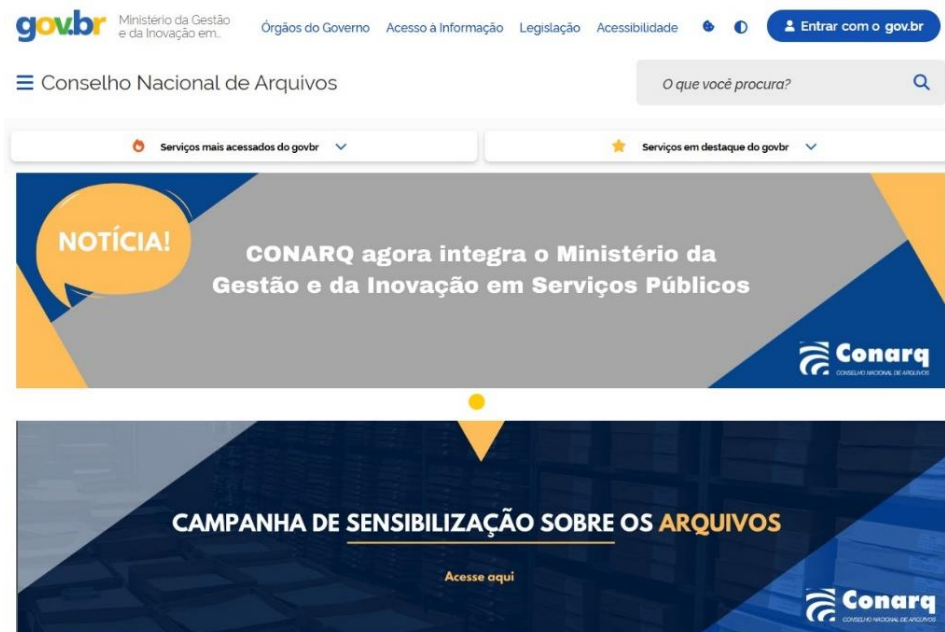 gov.br
Ministério da Gestão
e da Inovação em...
Órgãos do Governo Acesso à Informação Legislação Acessibilidade
Entrar com o gov.br
Conselho Nacional de Arquivos
O que você procura?
Serviços mais acessados do govbr
Serviços em destaque do govbr
NOTÍCIA!
CONARQ agora integra o Ministério da
Gestão e da Inovação em Serviços Públicos
Conarq
CONSELHO NACIONAL DE ARQUIVOS
CAMPANHA DE SENSIBILIZAÇÃO SOBRE OS ARQUIVOS
Acesse aqui
Conarq
CONSELHO NACIONAL DE ARQUIVOS